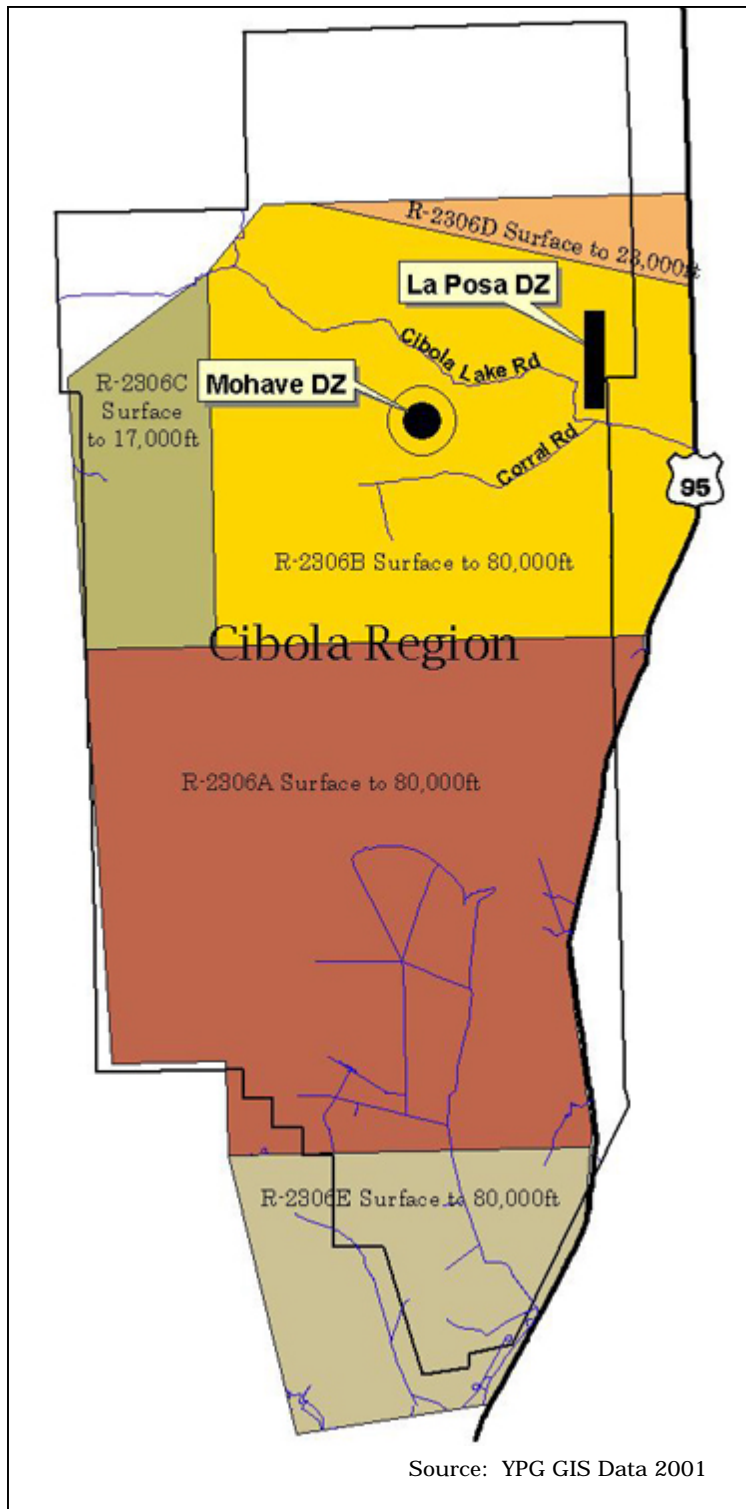 R-2306D Surface to 23,000ft
La Posa DZ
Cibola Lake Rd
R-2306C
Surface
to 17,000ft
Mohave DZ
Corral Rd
95
R-2306B Surface to 80,000ft
Cibola Region
R-2306A Surface to 80,000ft
R-2306E Surface to 80,000ft
Source: YPG GIS Data 2001